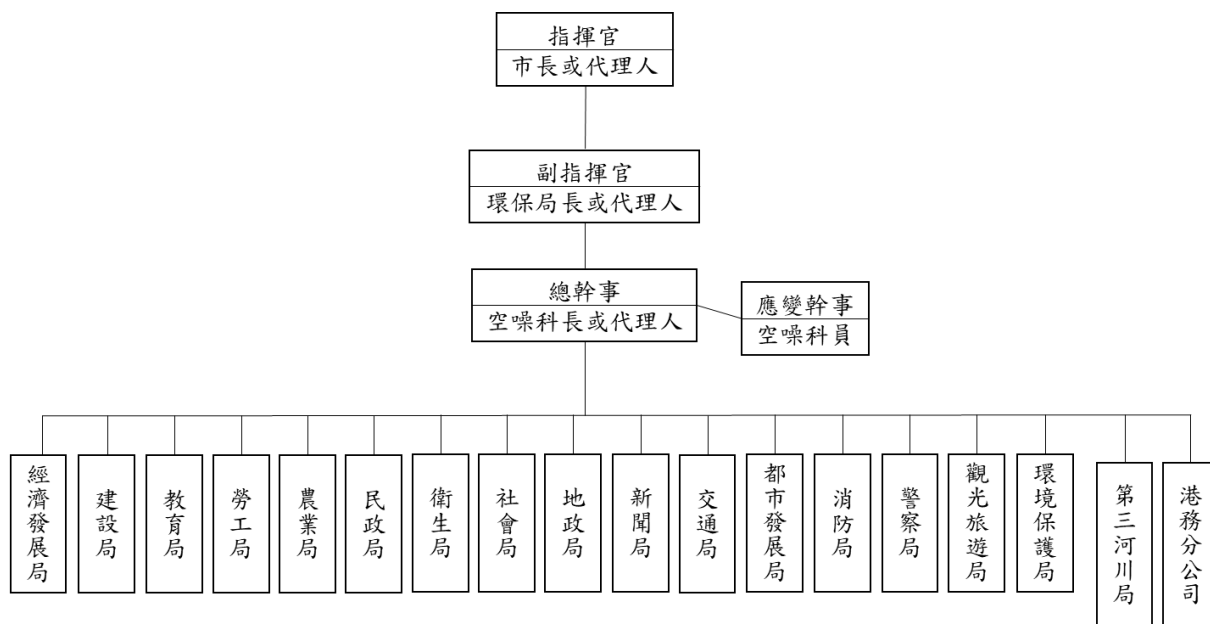 指揮官
市長或代理人
副指揮官
環保局長或代理人
總幹事
空噪科長或代理人
應變幹事
空噪科員
經濟發展局
建設局
教育局
勞工局
農業局
民政局
衛生局
社會局
地政局
新聞局
交通局
都市發展局
消防局
警察局
觀光旅遊局
環境保護局
第三河川局
港務分公司